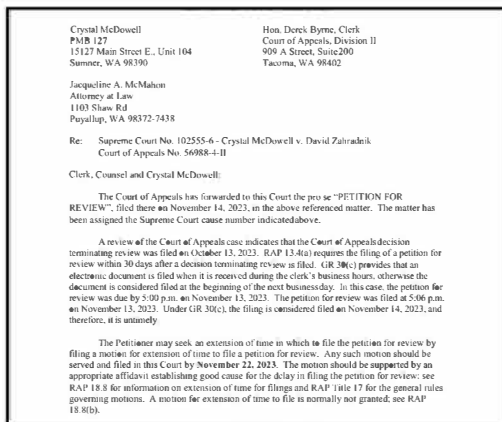 Crystal McDowell
PMB 127
15127 Main Street E., Unit 104
Sumner, WA 98390
Hon. Derek Byrne, Clerk
Court of Appeals, Division II
909 A Street, Suite200
Tacoma, WA 98402
Jacqueline A. McMahon
Attorney at Law
1103 Shaw Rd
Puyallup, WA 98372-7438
Re: Supreme Court No. 102555-6 - Crystal McDowell v. David Zahradnik
Court of Appeals No. 56988-4-II
Clerk, Counsel and Crystal McDowell:
The Court of Appeals has forwarded to this Court the pro se "PETITION FOR
REVIEW", filed there on November 14, 2023, in the above referenced matter. The matter has
been assigned the Supreme Court cause number indicated above.
A review of the Court of Appeals case indicates that the Court of Appeals decision
terminating review was filed on October 13, 2023. RAP 13.4(a) requires the filing of a petition for
review within 30 days after a decision terminating review is filed. GR 30(c) provides that an
electronic document is filed when it is received during the clerk's business hours, otherwise the
document is considered filed at the beginning of the next business day. In this case, the petition for
review was due by 5:00 p.m. on November 13, 2023. The petition for review was filed at 5:06 p.m.
on November 13, 2023. Under GR 30(c), the filing is considered filed on November 14, 2023, and
therefore, it is untimely
The Petitioner may seek an extension of time in which to file the petition for review by
filing a motion for extension of time to file a petition for review. Any such motion should be
served and filed in this Court by November 22, 2023. The motion should be supported by an
appropriate affidavit establishing good cause for the delay in filing the petition for review: see
RAP 18.8 for information on extension of time for filings and RAP Title 17 for the general rules
governing motions. A motion for extension of time to file is normally not granted; see RAP
18.8(b).